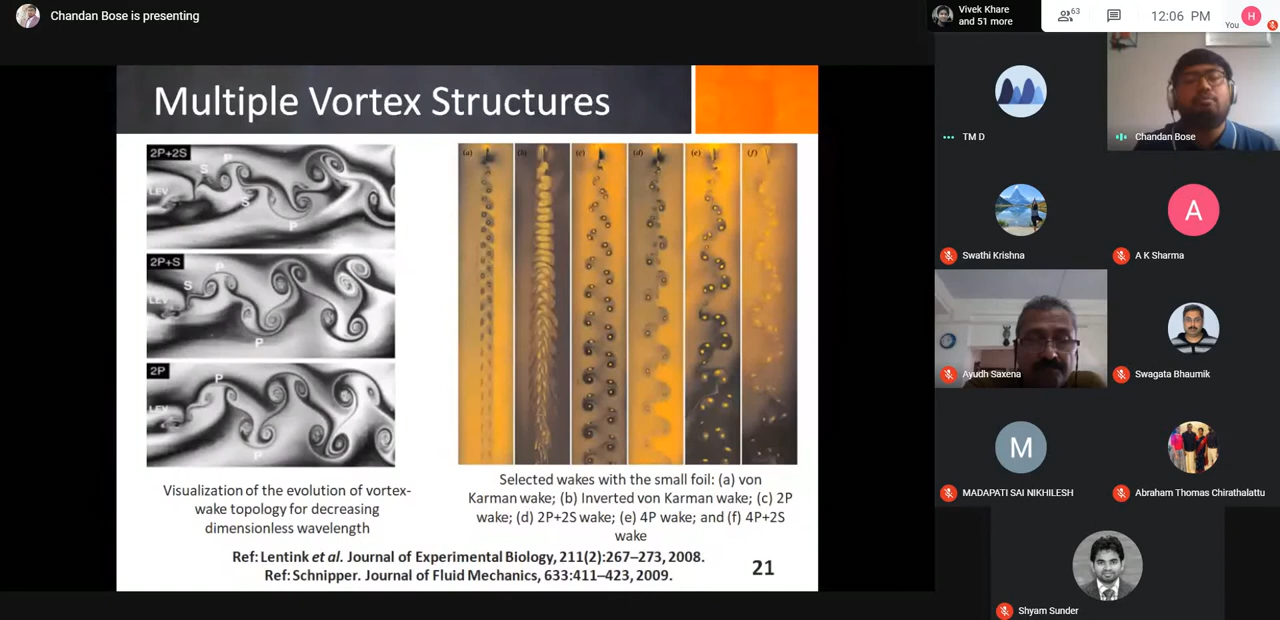 Chandan Bose is presenting
Vivek Khare
and 51 more
63
12:06 PM
H
You
Multiple Vortex Structures
2P+2S
P
S
LEV
S
P
2P+S
P
S
LEV
P
2P
P
LEV
P
(a) (b) (c) (d) (e) (f)
Visualization of the evolution of vortex-
wake topology for decreasing
dimensionless wavelength
Selected wakes with the small foil: (a) von
Karman wake; (b) Inverted von Karman wake; (c) 2P
wake; (d) 2P+2S wake; (e) 4P wake; and (f) 4P+2S
wake
Ref: Lentink et al. Journal of Experimental Biology, 211(2):267–273, 2008.
Ref: Schnipper. Journal of Fluid Mechanics, 633:411–423, 2009.
21
TM D
Chandan Bose
Swathi Krishna
A
A K Sharma
Ayudh Saxena
Swagata Bhaumik
M
MADAPATI SAI NIKHILESH
Abraham Thomas Chirathalattu
Shyam Sunder